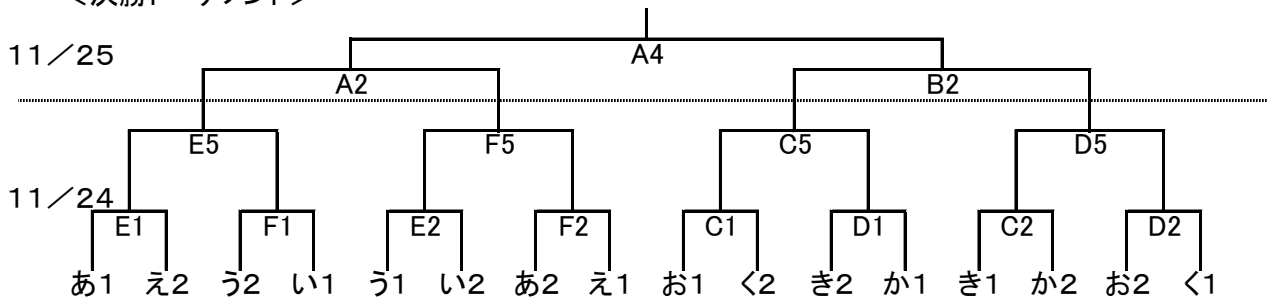 ＜決勝トーナメント＞
11／25
A4
A2 B2
E5 F5 C5 D5
11／24
E1 F1 E2 F2 C1 D1 C2 D2
あ1 え2 う2 い1 う1 い2 あ2 え1 お1 く2 き2 か1 き1 か2 お2 く1